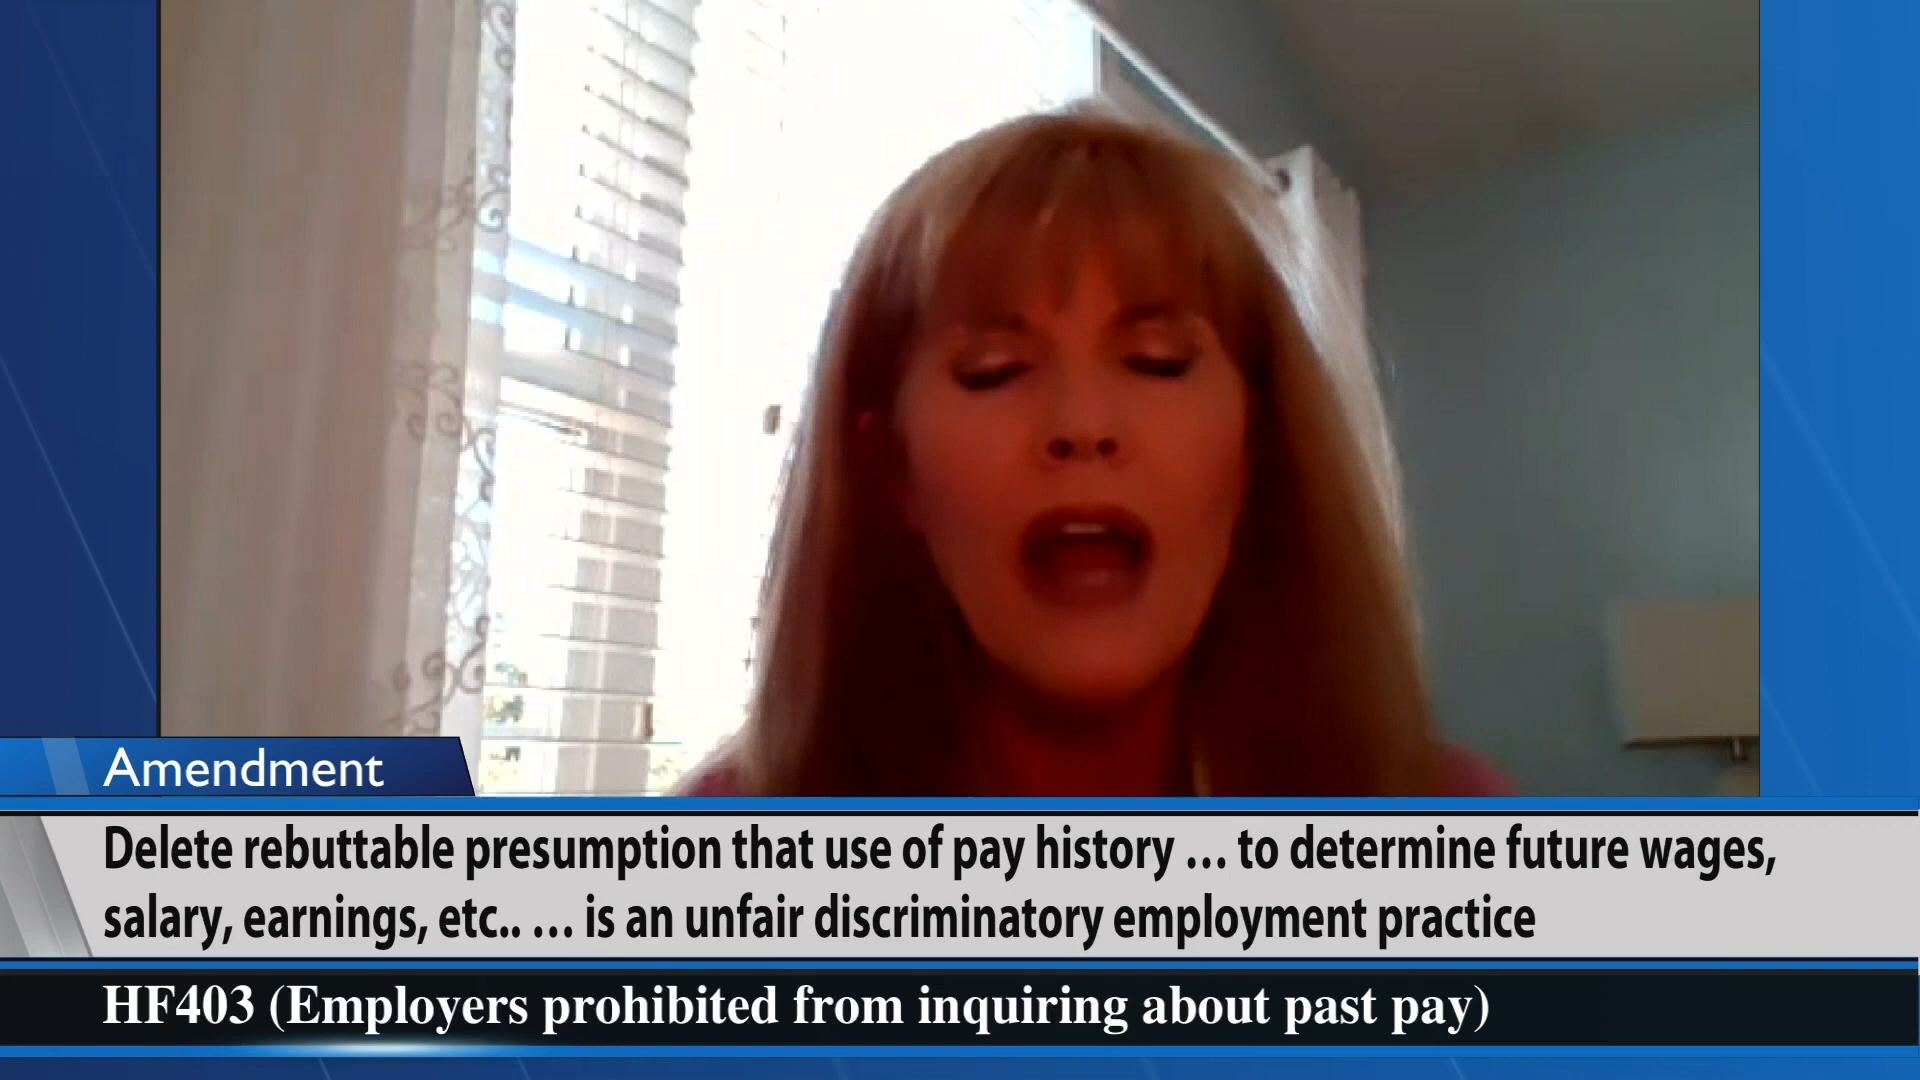 Amendment
Delete rebuttable presumption that use of pay history … to determine future wages,
salary, earnings, etc.. … is an unfair discriminatory employment practice
HF403 (Employers prohibited from inquiring about past pay)